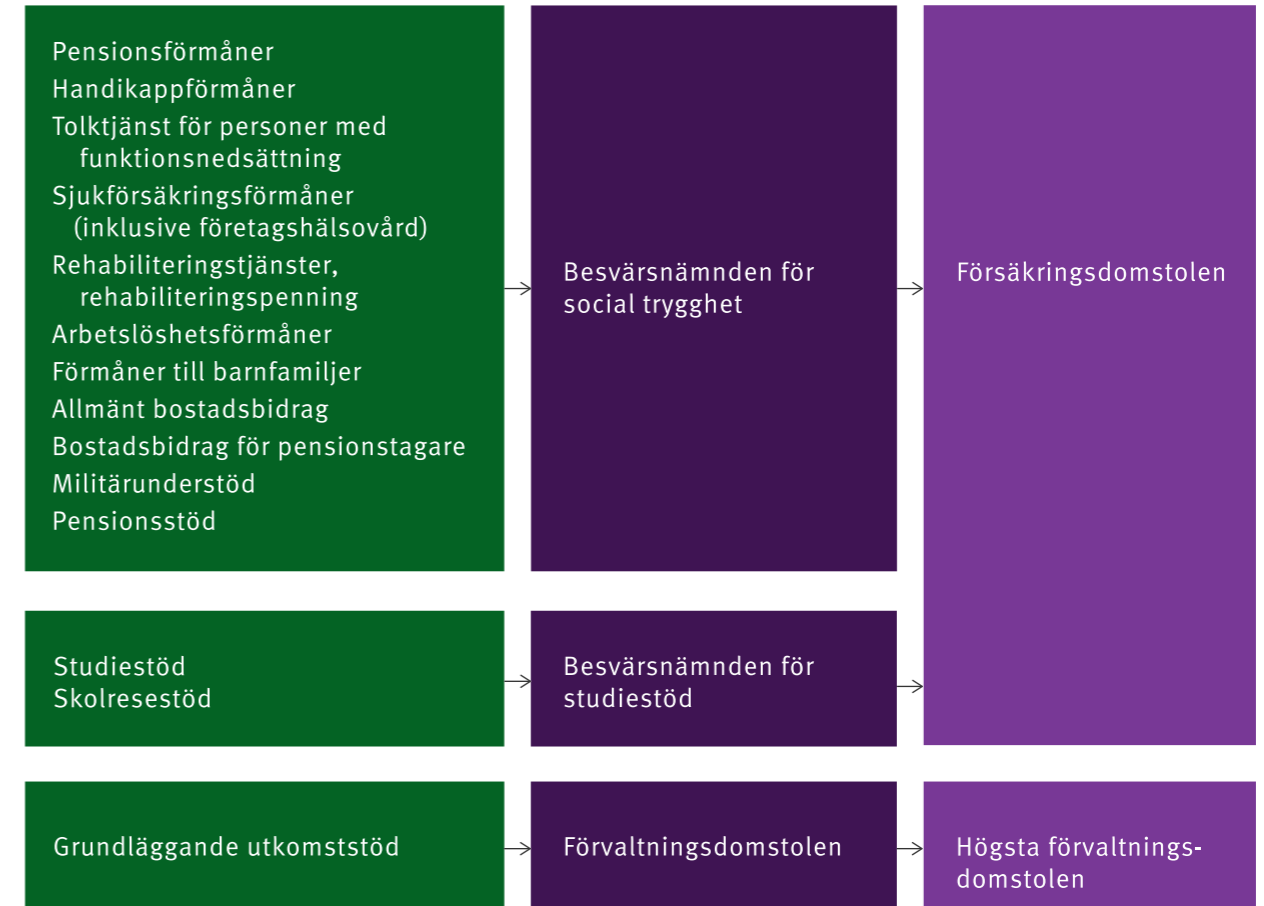 Pensionsförmåner
Handikappförmåner
Tolktjänst för personer med
funktionsnedsättning
Sjukförsäkringsförmåner
(inklusive företagshälsovård)
Rehabiliteringstjänster,
rehabiliteringspenning
Arbetslöshetsförmåner
Förmåner till barnfamiljer
Allmänt bostadsbidrag
Bostadsbidrag för pensionstagare
Militärunderstöd
Pensionsstöd
Besvärsnämnden för
social trygghet
Försäkringsdomstolen
Studiestöd
Skolresestöd
Besvärsnämnden för
studiestöd
Grundläggande utkomststöd
Förvaltningsdomstolen
Högsta förvaltnings-
domstolen